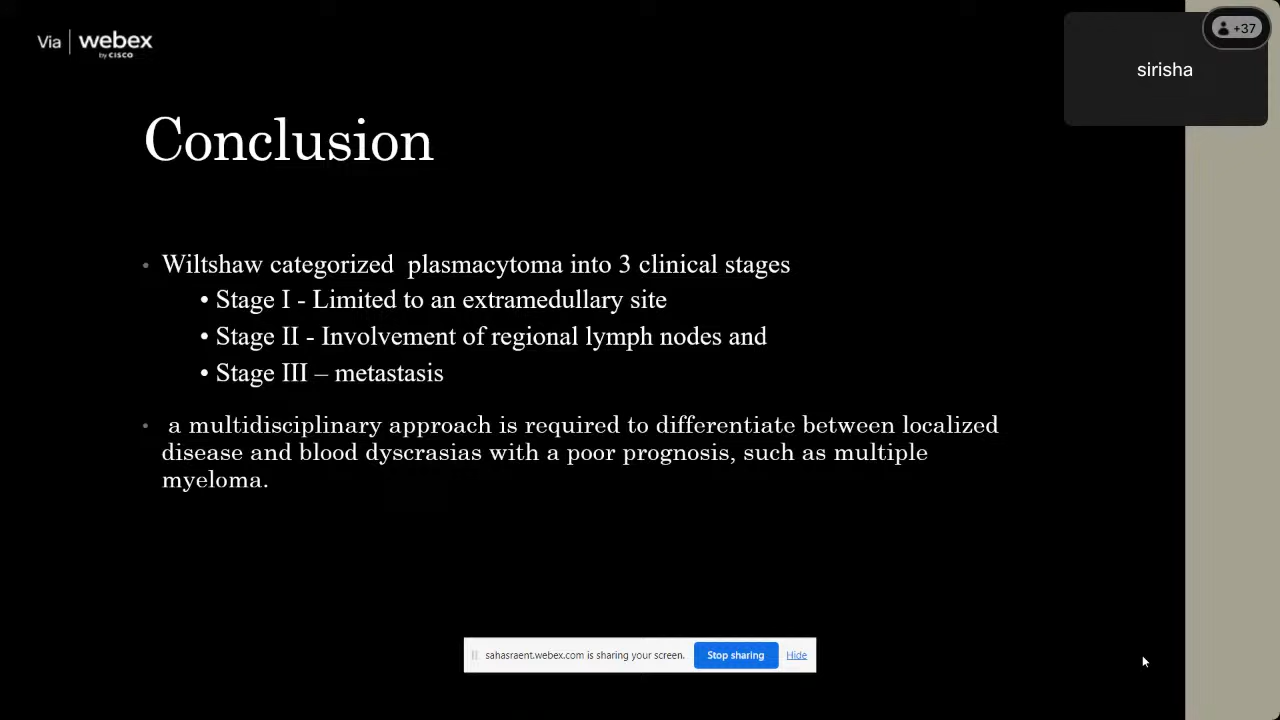 Via webex
by CISCO
+37
sirisha
Conclusion
• Wiltshaw categorized plasmacytoma into 3 clinical stages
• Stage I - Limited to an extramedullary site
• Stage II - Involvement of regional lymph nodes and
• Stage III – metastasis
• a multidisciplinary approach is required to differentiate between localized
disease and blood dyscrasias with a poor prognosis, such as multiple
myeloma.
sahasraent.webex.com is sharing your screen. Stop sharing Hide